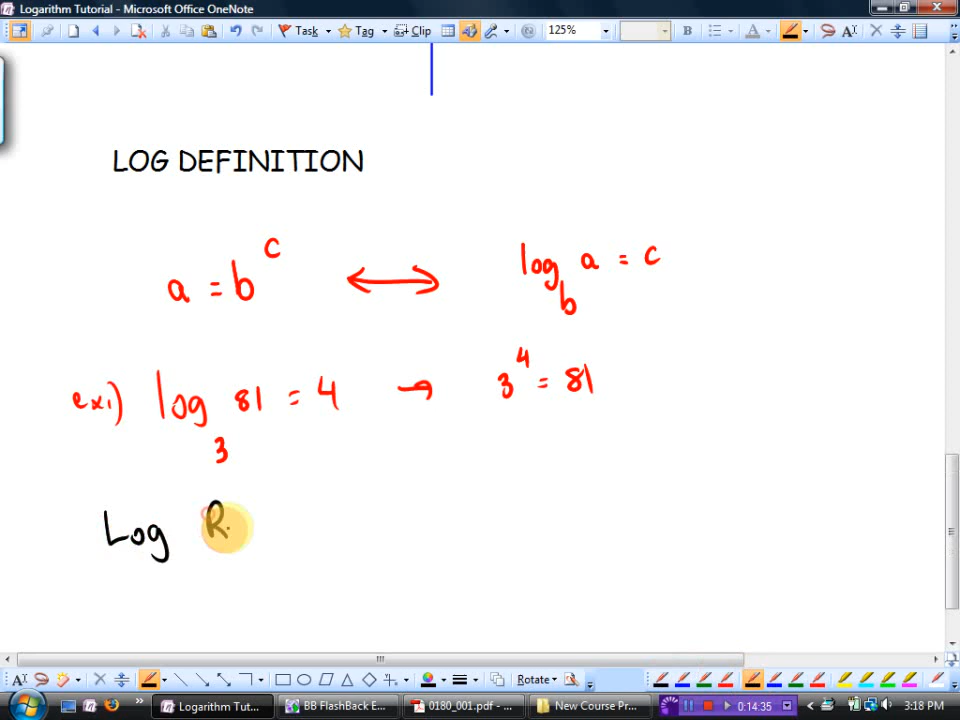 Logarithm Tutorial - Microsoft Office OneNote
Task Tag Clip 125% B A
LOG DEFINITION
a = b^c ⟷ log_b a = c
ex1) log_3 81 = 4 → 3^4 = 81
Log R
Rotate
Logarithm Tut... BB FlashBack E... 0180_001.pdf - ... New Course Pr... 0:14:35 3:18 PM